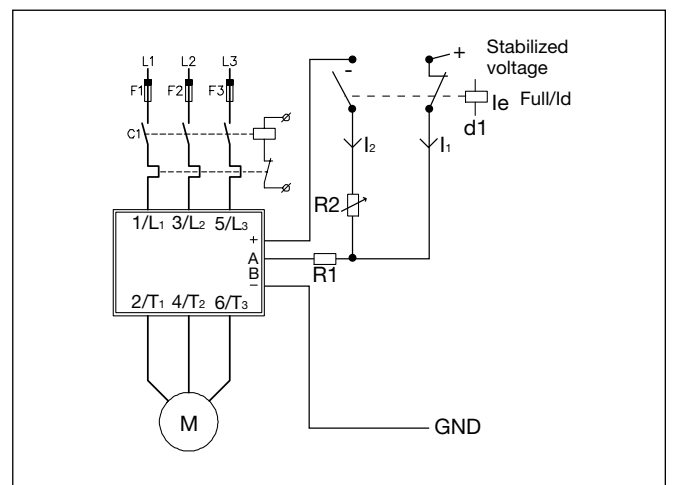 L1 L2 L3
+
Stabilized
voltage
-
F1 F2 F3
Ie Full/Id
d1
C1
I2 I1
R2
1/L1 3/L2 5/L3
+
A
R1
B
−
2/T1 4/T2 6/T3
M
GND